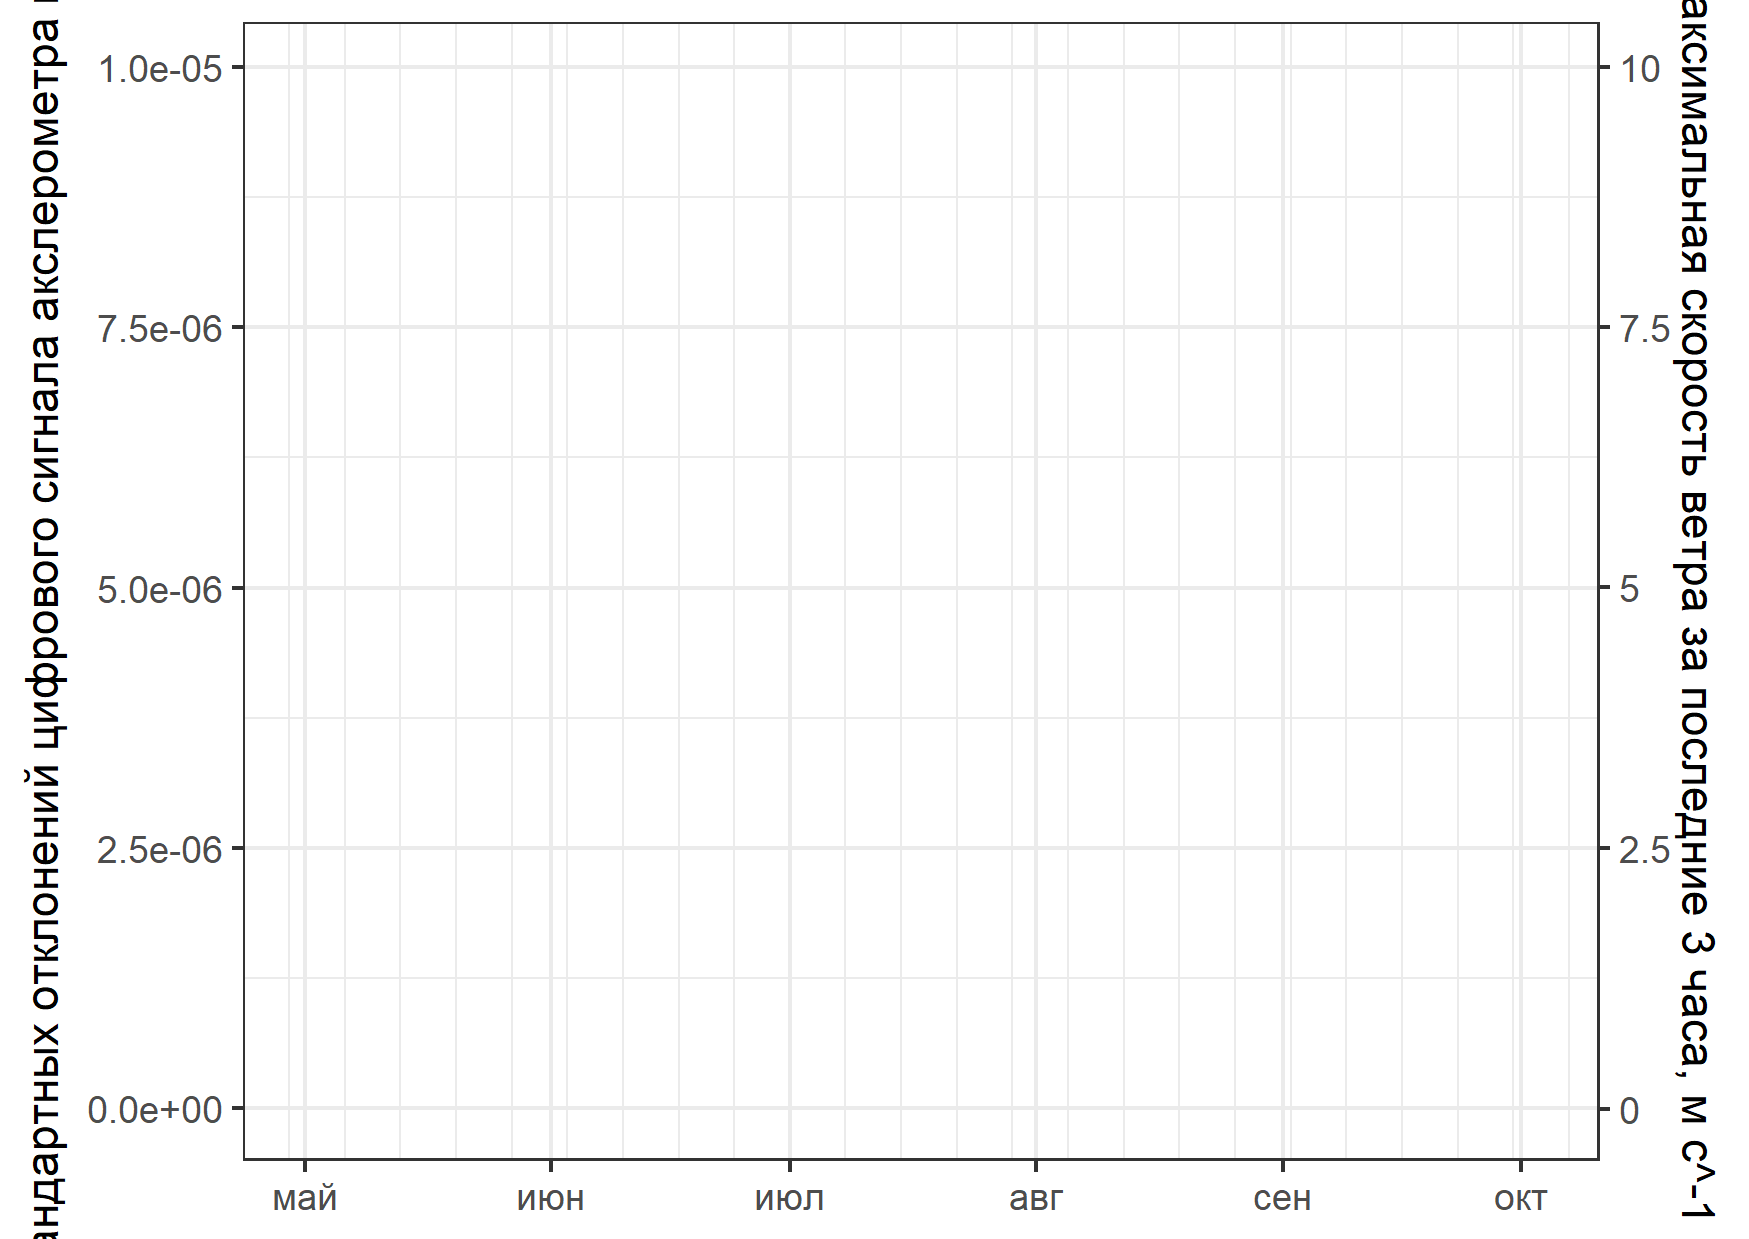 андартных отклонений цифрового сигнала акслерометра
1.0e-05
7.5e-06
5.0e-06
2.5e-06
0.0e+00
май июн июл авг сен окт
10
7.5
5
2.5
0
аксимальная скорость ветра за последние 3 часа, м с^-1